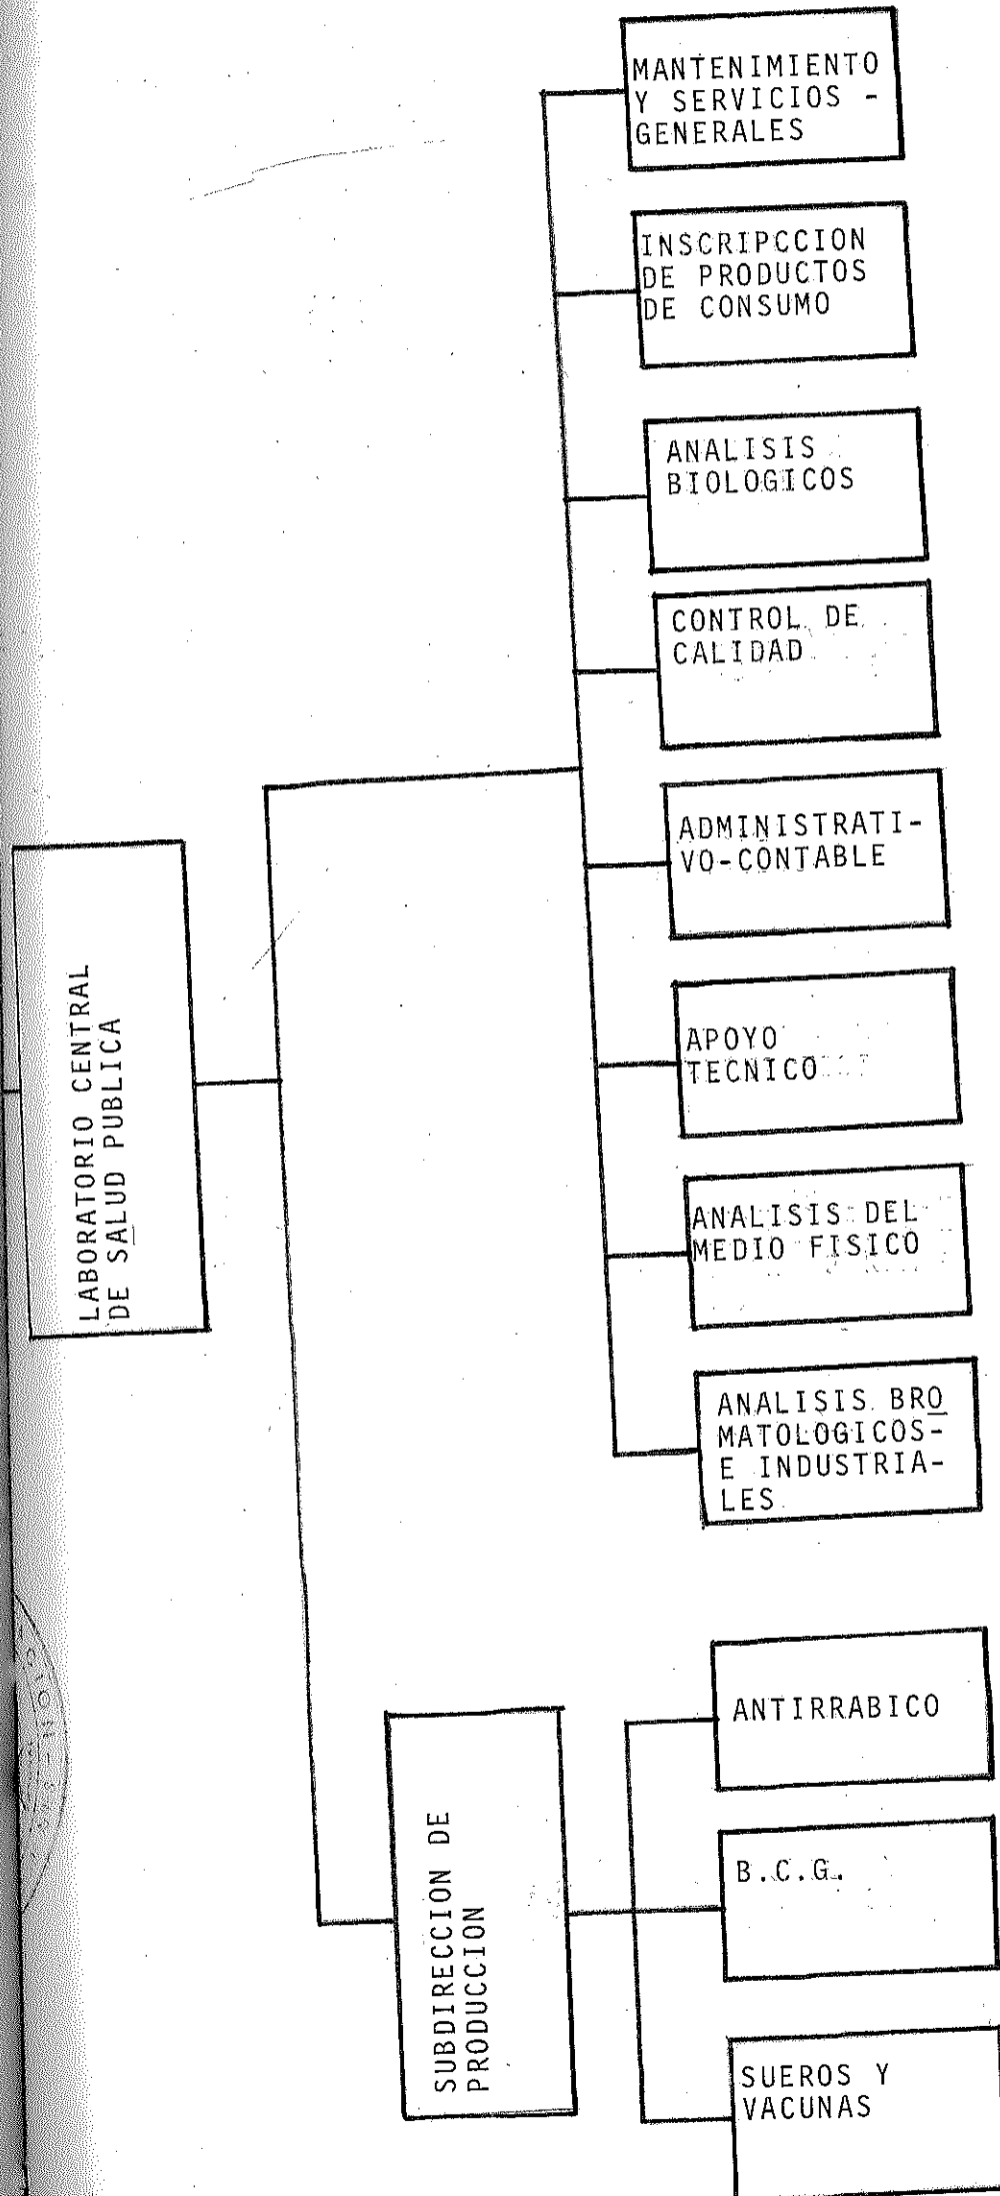 MANTENIMIENTO
Y SERVICIOS -
GENERALES
INSCRIPCCION
DE PRODUCTOS
DE CONSUMO
ANALISIS
BIOLOGICOS
CONTROL DE
CALIDAD
ADMINISTRATI-
VO-CONTABLE
APOYO
TECNICO
ANALISIS DEL
MEDIO FISICO
ANALISIS BRO
MATOLOGICOS-
E INDUSTRIA-
LES
LABORATORIO CENTRAL
DE SALUD PUBLICA
SUBDIRECCION DE
PRODUCCION
ANTIRRABICO
B.C.G.
SUEROS Y
VACUNAS